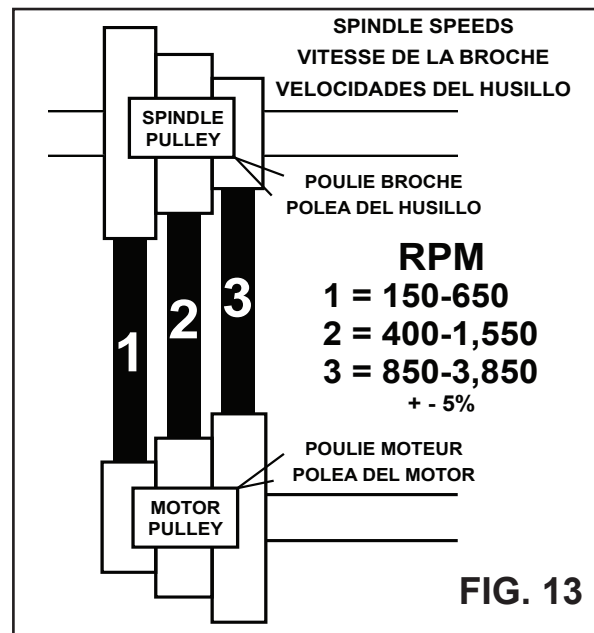 SPINDLE SPEEDS
VITESSE DE LA BROCHE
VELOCIDADES DEL HUSILLO
SPINDLE
PULLEY
POULIE BROCHE
POLEA DEL HUSILLO
1
2
3
RPM
1 = 150-650
2 = 400-1,550
3 = 850-3,850
+ - 5%
POULIE MOTEUR
POLEA DEL MOTOR
MOTOR
PULLEY
FIG. 13